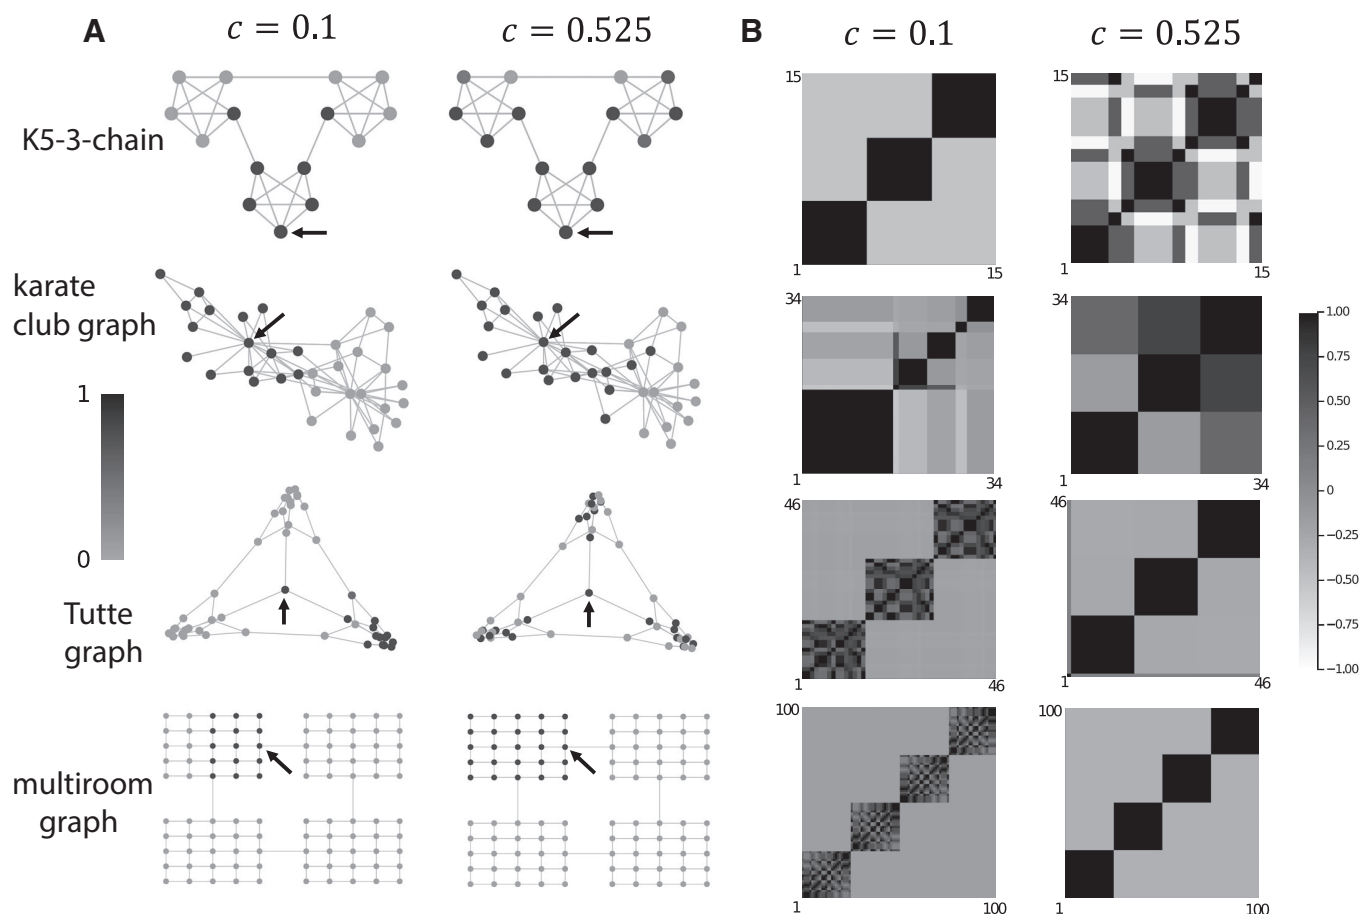 A
c = 0.1
c = 0.525
B
c = 0.1
c = 0.525
K5-3-chain
karate
club graph
1
0
Tutte
graph
multiroom
graph
15
1
15
15
1
15
34
1
34
34
1
34
46
1
46
46
1
46
100
1
100
100
1
100
1.00
0.75
0.50
0.25
0
−0.25
−0.50
−0.75
−1.00